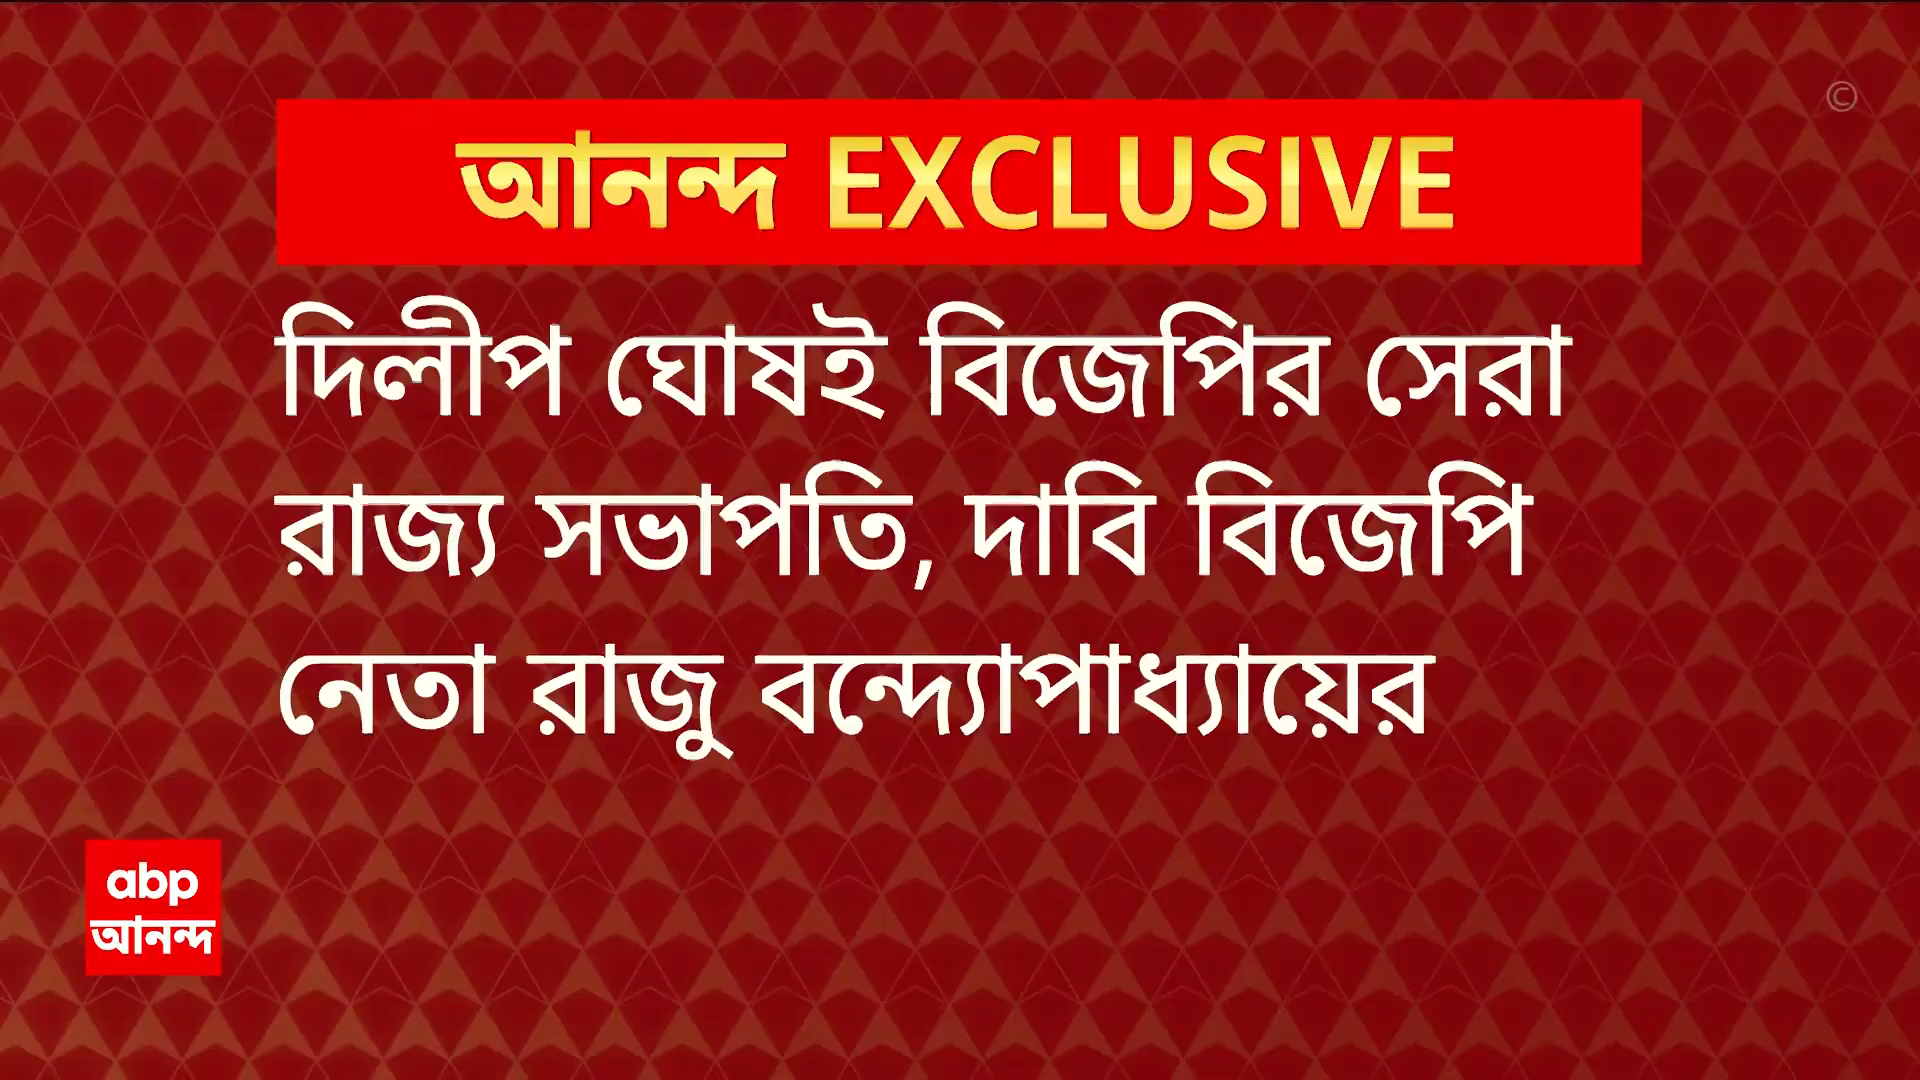 আনন্দ EXCLUSIVE
©
দিলীপ ঘোষই বিজেপির সেরা
রাজ্য সভাপতি, দাবি বিজেপি
নেতা রাজু বন্দ্যোপাধ্যায়ের
abp
আনন্দ